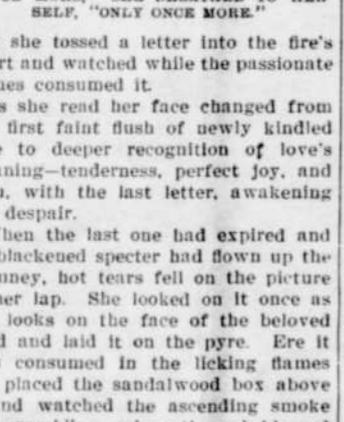 SELF, "ONLY ONCE MORE."
she tossed a letter into the fire's
rt and watched while the passionate
nes consumed it.
s she read her face changed from
first faint flush of newly kindled
e to deeper recognition of love's
ning—tenderness, perfect joy, and
n, with the last letter, awakening
despair.
hen the last one had expired and
blackened specter had flown up the
nney, hot tears fell on the picture
her lap. She looked on it once as
looks on the face of the beloved
d and laid it on the pyre. Ere it
consumed in the licking flames
placed the sandalwood box above
nd watched the ascending smoke